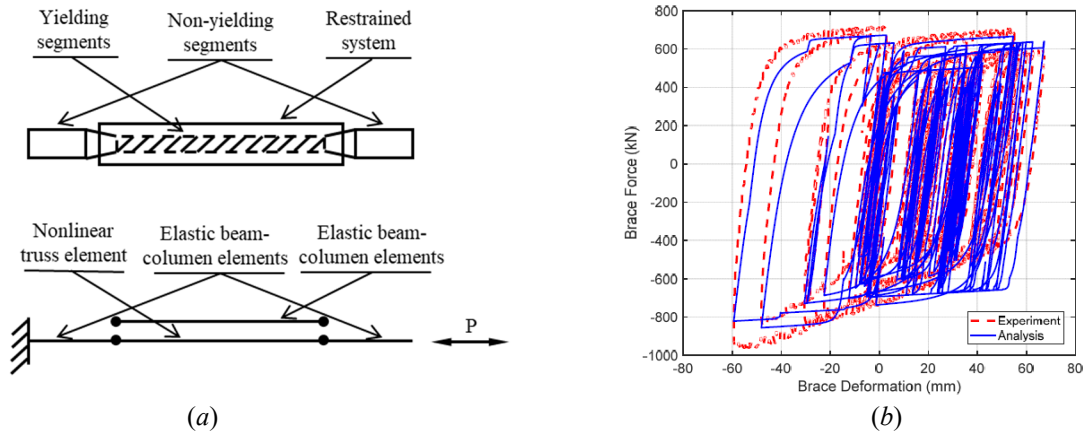 Yielding
segments
Non-yielding
segments
Restrained
system
Nonlinear
truss element
Elastic beam-
columen elements
Elastic beam-
columen elements
P
(a)
800
600
400
200
0
-200
-400
-600
-800
-1000
Brace Force (kN)
-80
-60
-40
-20
0
20
40
60
80
Brace Deformation (mm)
Experiment
Analysis
(b)